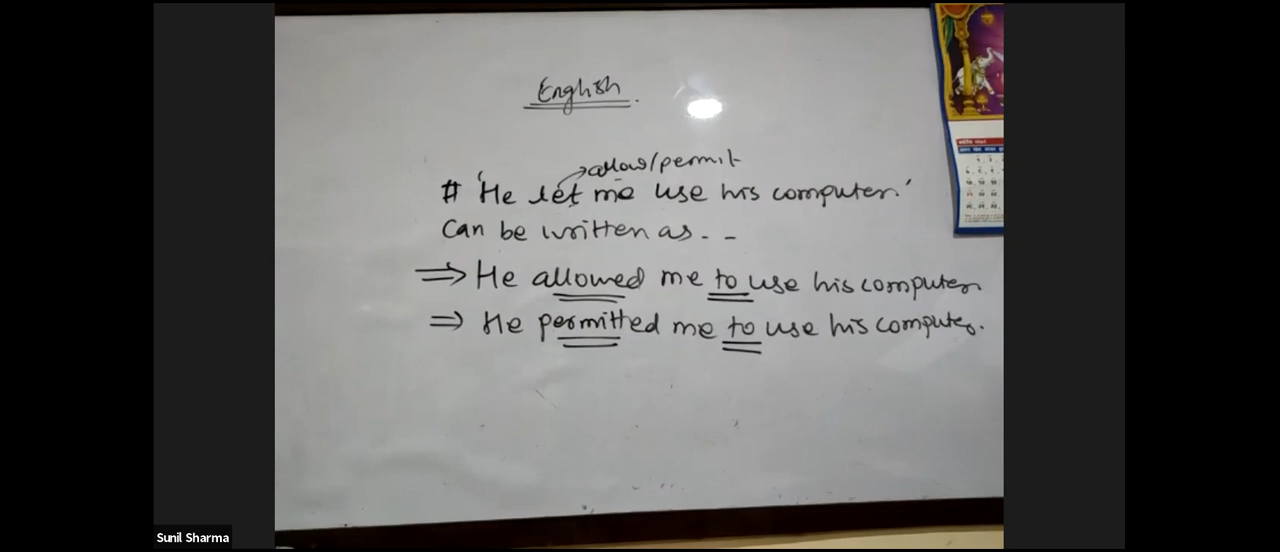 English.
allow/permit
# 'He let me use his computer.'
Can be written as - -
⇒ He allowed me to use his computer.
⇒ He permitted me to use his computer.
Sunil Sharma